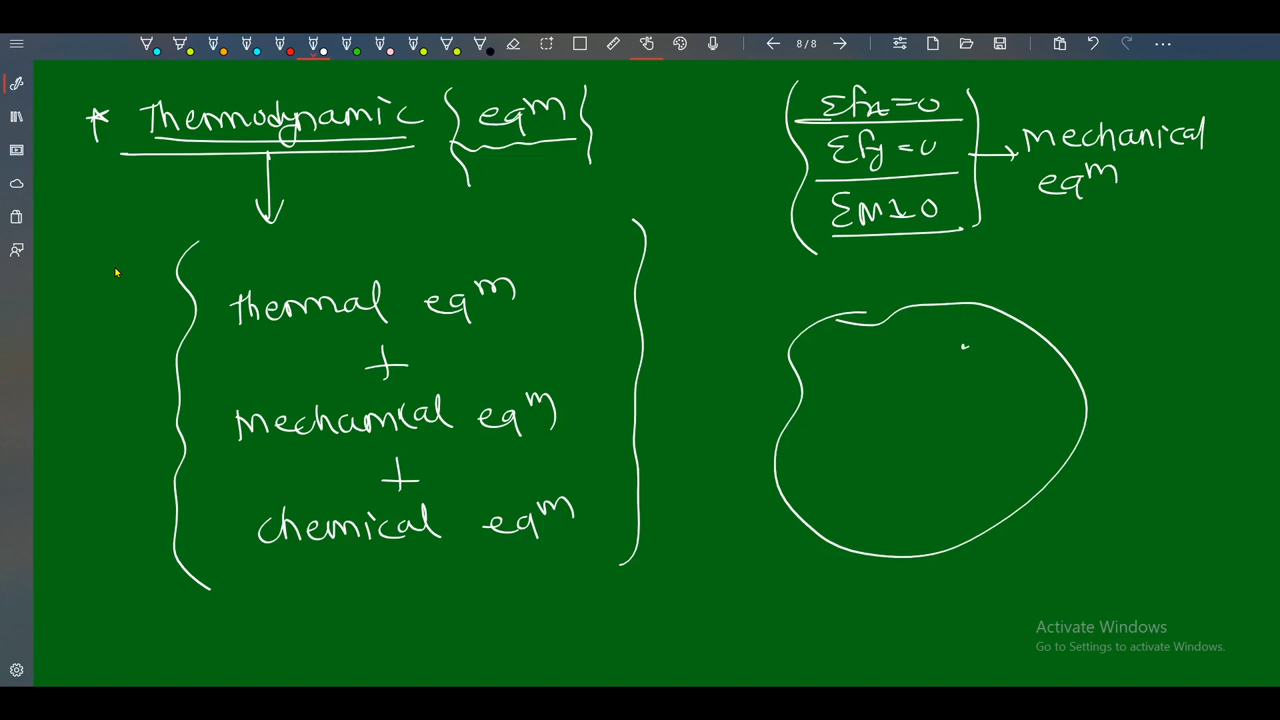 8/8
* Thermodynamic { eqᵐ }
Thermal eqᵐ
+
Mechanical eqᵐ
+
chemical eqᵐ
Σfx=0
Σfy=0
ΣM=0
→ Mechanical
eqᵐ
Activate Windows
Go to Settings to activate Windows.